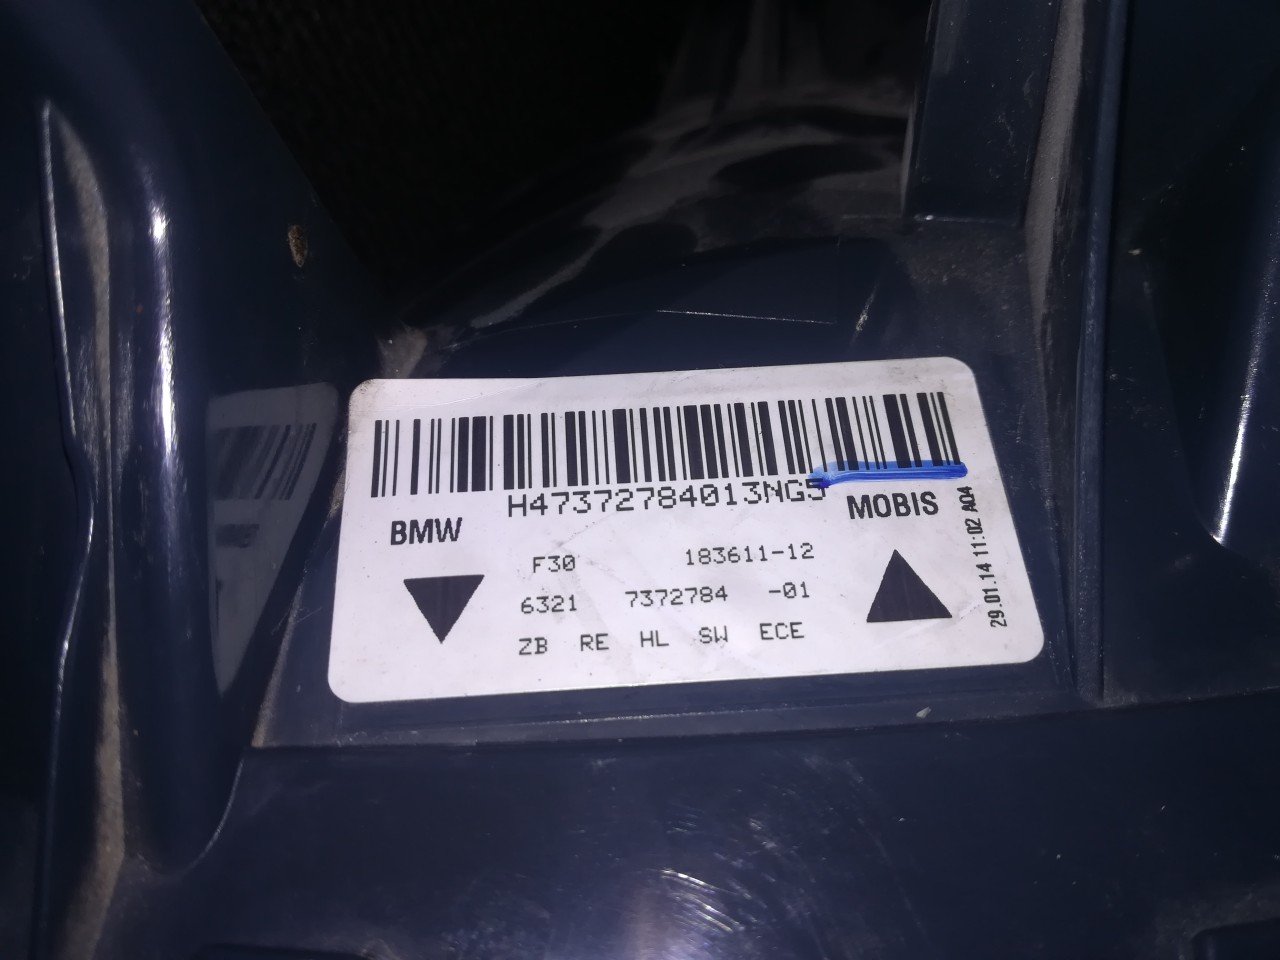 H47372784013NG5
BMW
MOBIS
F30 183611-12
6321 7372784 -01
ZB RE HL SW ECE
29.01.14 11:02 A04